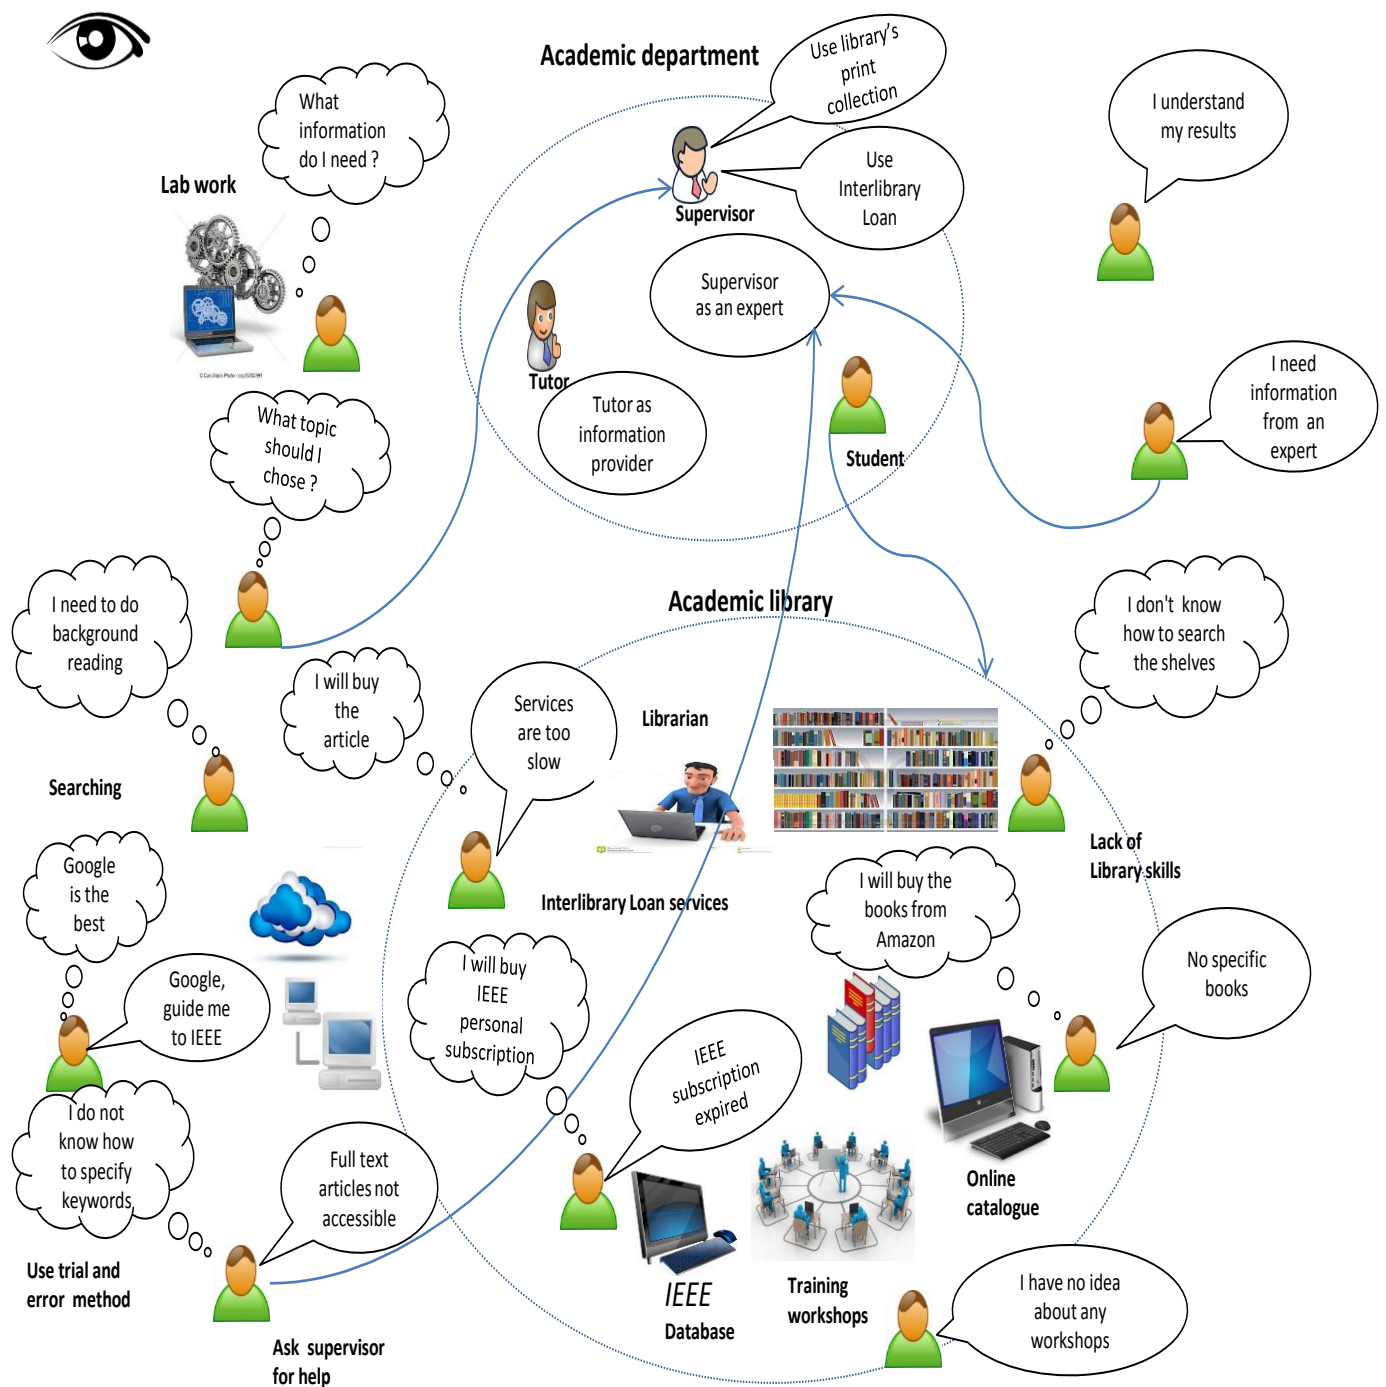 Academic department
Use library's
print
collection
What
information
do I need ?
I understand
my results
Use
Interlibrary
Loan
Lab work
Supervisor
Supervisor
as an expert
Tutor
I need
information
from an
expert
Tutor as
information
provider
What topic
should I
chose ?
Student
I need to do
background
reading
Academic library
I don't know
how to search
the shelves
I will buy
the
article
Services
are too
slow
Librarian
Searching
Lack of
Library skills
Google
is the
best
Interlibrary Loan services
I will buy the
books from
Amazon
Google,
guide me
to IEEE
I will buy
IEEE
personal
subscription
No specific
books
IEEE
subscription
expired
I do not
know how
to specify
keywords
Full text
articles not
accessible
Online
catalogue
Use trial and
error method
IEEE
Database
Training
workshops
I have no idea
about any
workshops
Ask supervisor
for help